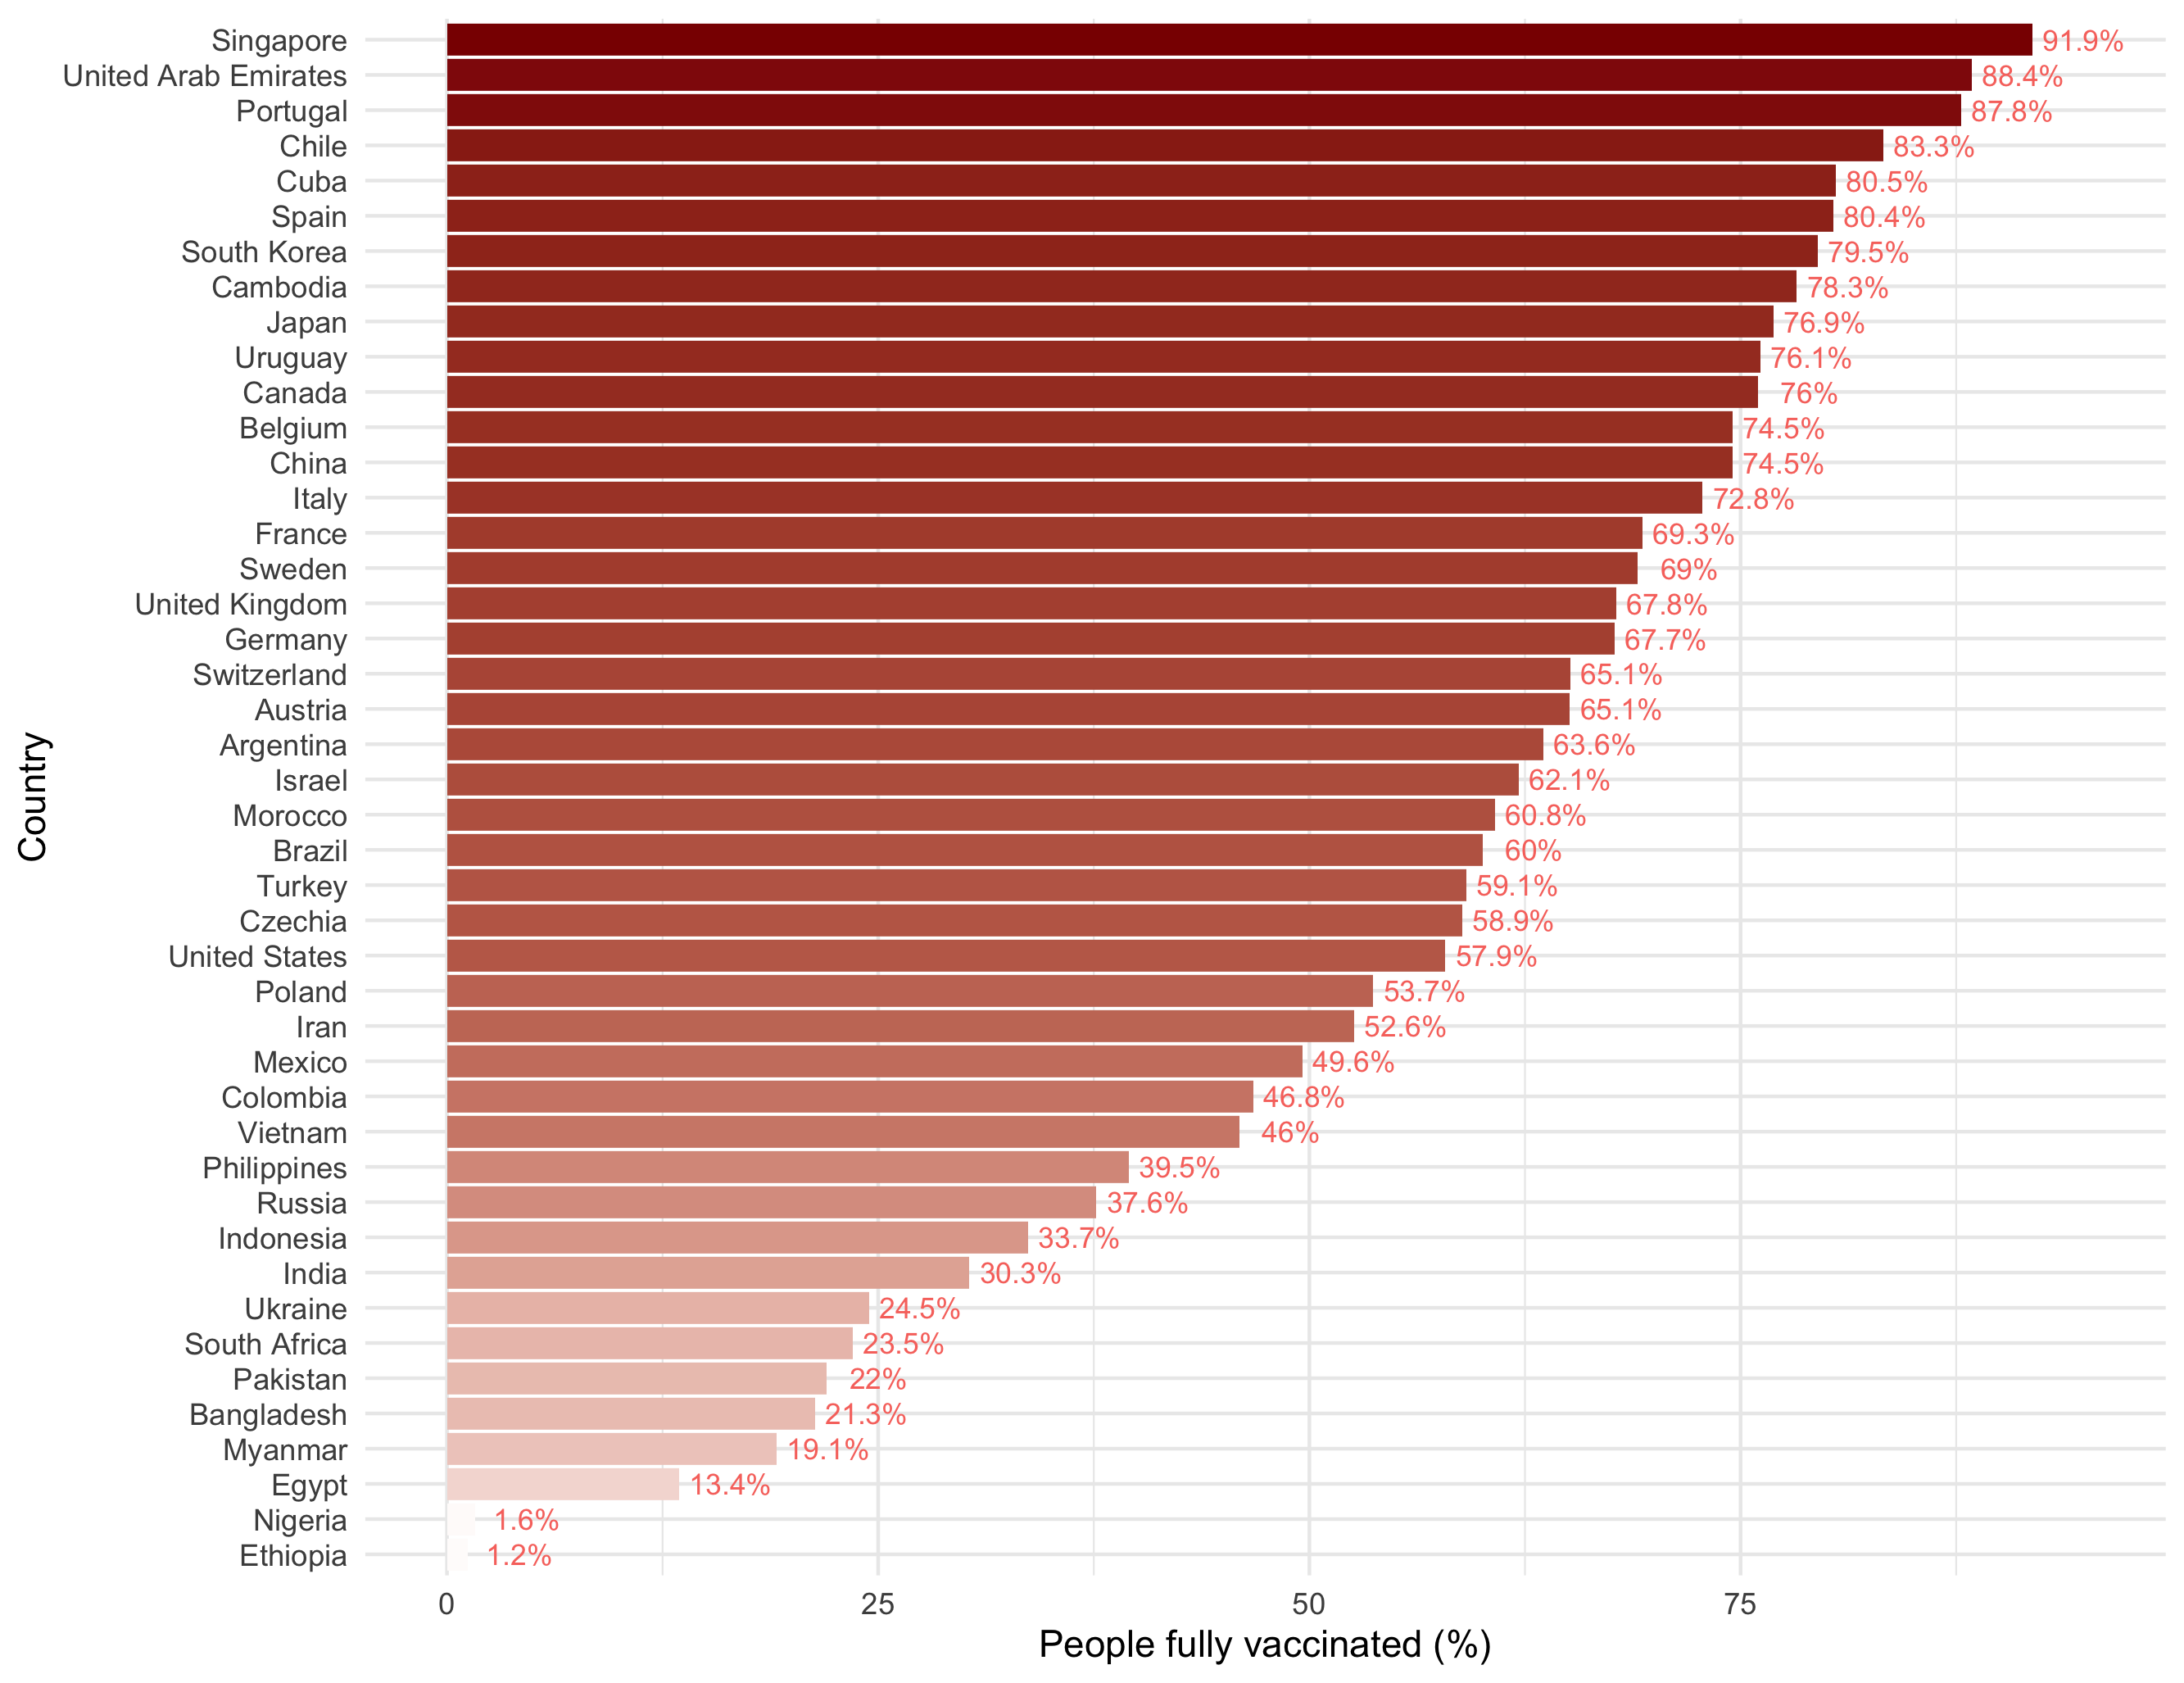 Singapore 91.9%
United Arab Emirates 88.4%
Portugal 87.8%
Chile 83.3%
Cuba 80.5%
Spain 80.4%
South Korea 79.5%
Cambodia 78.3%
Japan 76.9%
Uruguay 76.1%
Canada 76%
Belgium 74.5%
China 74.5%
Italy 72.8%
France 69.3%
Sweden 69%
United Kingdom 67.8%
Germany 67.7%
Switzerland 65.1%
Austria 65.1%
Argentina 63.6%
Israel 62.1%
Morocco 60.8%
Brazil 60%
Turkey 59.1%
Czechia 58.9%
United States 57.9%
Poland 53.7%
Iran 52.6%
Mexico 49.6%
Colombia 46.8%
Vietnam 46%
Philippines 39.5%
Russia 37.6%
Indonesia 33.7%
India 30.3%
Ukraine 24.5%
South Africa 23.5%
Pakistan 22%
Bangladesh 21.3%
Myanmar 19.1%
Egypt 13.4%
Nigeria 1.6%
Ethiopia 1.2%
Country
0 25 50 75
People fully vaccinated (%)